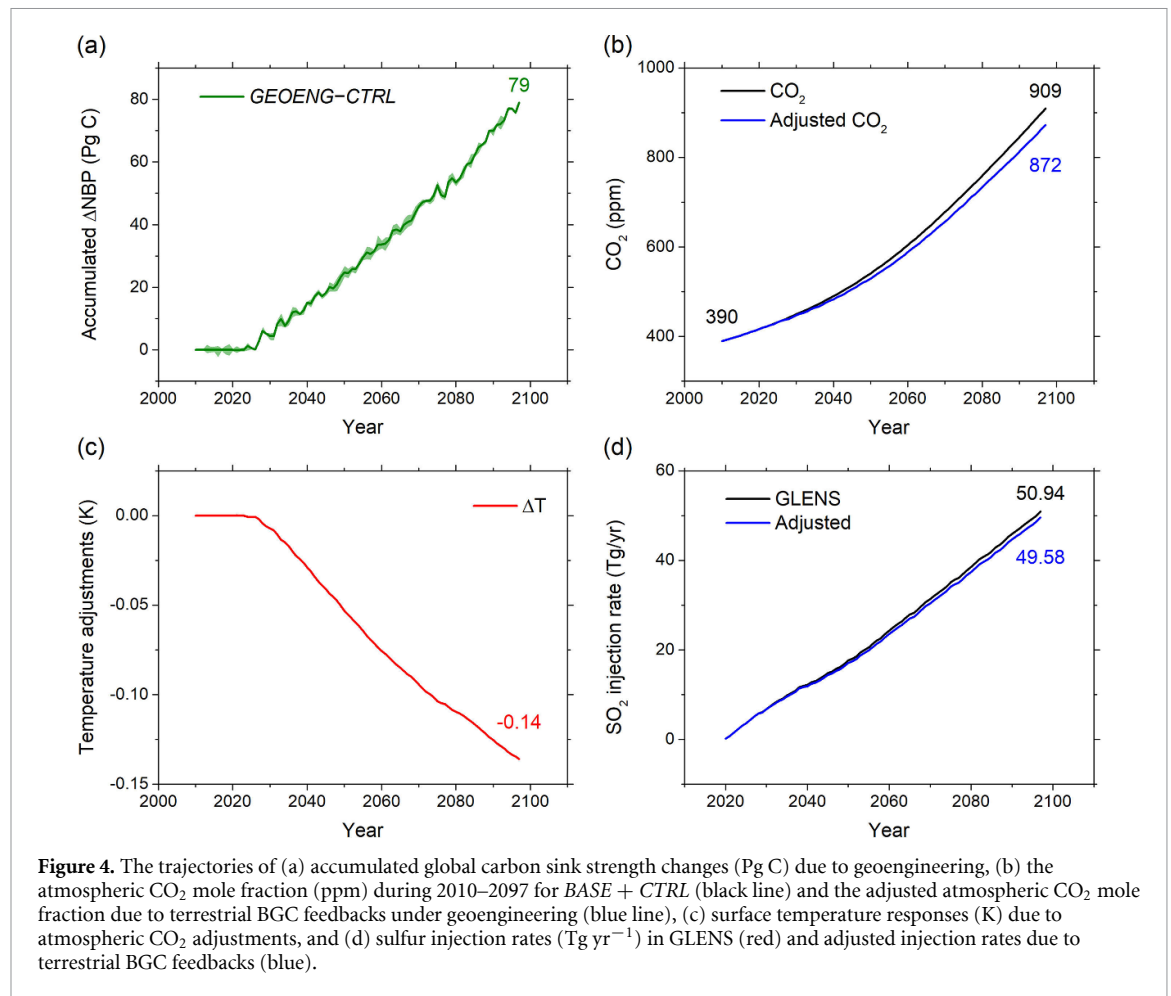 (a)
GEOENG−CTRL
79
Accumulated ΔNBP (Pg C)
80
60
40
20
0
2000 2020 2040 2060 2080 2100
Year
(b)
CO₂
Adjusted CO₂
909
872
390
CO₂ (ppm)
1000
800
600
400
2000 2020 2040 2060 2080 2100
Year
(c)
ΔT
-0.14
Temperature adjustments (K)
0.00
-0.05
-0.10
-0.15
2000 2020 2040 2060 2080 2100
Year
(d)
GLENS
Adjusted
50.94
49.58
SO₂ injection rate (Tg/yr)
60
40
20
0
2020 2040 2060 2080 2100
Year
Figure 4. The trajectories of (a) accumulated global carbon sink strength changes (Pg C) due to geoengineering, (b) the
atmospheric CO₂ mole fraction (ppm) during 2010–2097 for BASE + CTRL (black line) and the adjusted atmospheric CO₂ mole
fraction due to terrestrial BGC feedbacks under geoengineering (blue line), (c) surface temperature responses (K) due to
atmospheric CO₂ adjustments, and (d) sulfur injection rates (Tg yr⁻¹) in GLENS (red) and adjusted injection rates due to
terrestrial BGC feedbacks (blue).